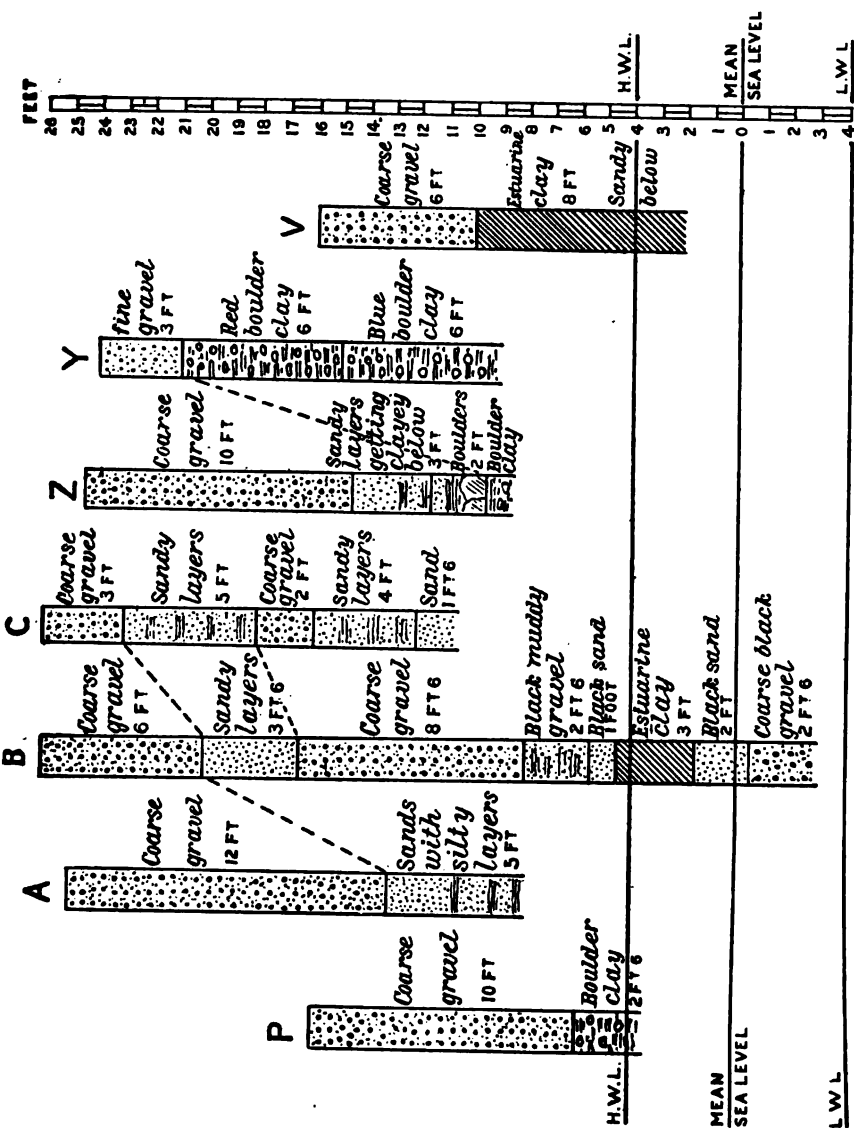 FEET
26
25
24
23
22
21
20
19
18
17
16
15
14.
13
12
11
10
9
8
7
6
5
4
3
2
1
0
1
2
3
4
H.W.L.
MEAN
SEA LEVEL
L.W L
P
Coarse
gravel
10 FT
Boulder
clay
2 FT 6
A
Coarse
gravel
12 FT
Sands
with
silty
layers
5 FT
B
Coarse
gravel
6 FT
Sandy
layers
3 FT 6
Coarse
gravel
8 FT 6
Black muddy
gravel
2 FT 6
Black sand
1 FOOT
Estuarine
clay
3 FT
Black sand
2 FT
Coarse black
gravel
2 FT 6
C
Coarse
gravel
3 FT
Sandy
layers
5 FT
Coarse
gravel
2 FT
Sandy
layers
4 FT
Sand
1 FT 6
Z
Coarse
gravel
10 FT
Sandy
layers
getting
clayey
below
3 FT
Boulders
2 FT
Boulder
clay
Y
fine
gravel
3 FT
Red
boulder
clay
6 FT
Blue
boulder
clay
6 FT
V
Coarse
gravel
6 FT
Estuarine
clay
8 FT
Sandy
below
H.W.L.
MEAN
SEA LEVEL
L W L